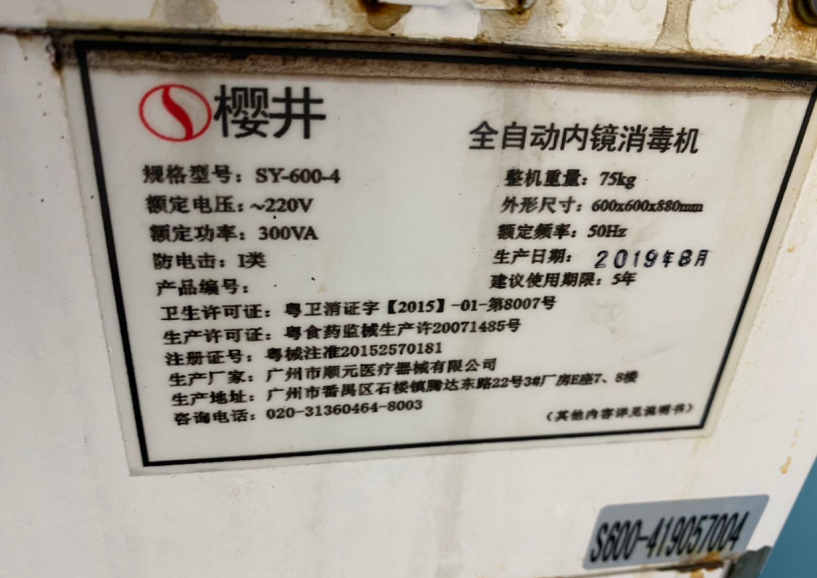 樱井
全自动内镜消毒机
规格型号：SY-600-4 整机重量：75kg
额定电压：~220V 外形尺寸：600x600x880mm
额定功率：300VA 额定频率：50Hz
防电击：I类 生产日期：2019年8月
产品编号： 建议使用期限：5年
卫生许可证：粤卫消证字【2015】-01-第8007号
生产许可证：粤食药监械生产许20071485号
注册证号：粤械注准20152570181
生产厂家：广州市顺元医疗器械有限公司
生产地址：广州市番禺区石楼镇腾达东路22号3#厂房E座7、8楼
咨询电话：020-31360464-8003
（其他内容详见说明书）
S600-419057004